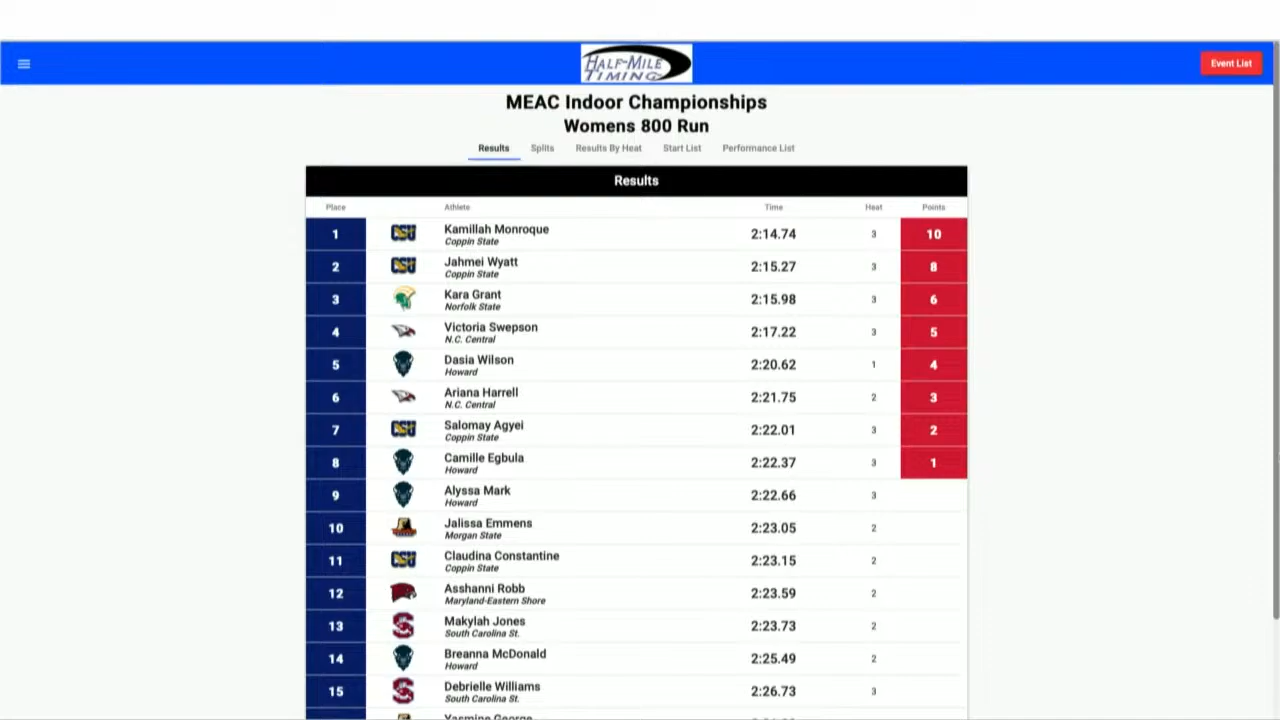 HALF-MILE
TIMING
Event List
MEAC Indoor Championships
Womens 800 Run
Results Splits Results By Heat Start List Performance List
Results
Place Athlete Time Heat Points
1 CSU Kamillah Monroque 2:14.74 3 10
Coppin State
2 CSU Jahmei Wyatt 2:15.27 3 8
Coppin State
3 Kara Grant 2:15.98 3 6
Norfolk State
4 Victoria Swepson 2:17.22 3 5
N.C. Central
5 Dasia Wilson 2:20.62 1 4
Howard
6 Ariana Harrell 2:21.75 2 3
N.C. Central
7 CSU Salomay Agyei 2:22.01 3 2
Coppin State
8 Camille Egbula 2:22.37 3 1
Howard
9 Alyssa Mark 2:22.66 3
Howard
10 Jalissa Emmens 2:23.05 2
Morgan State
11 CSU Claudina Constantine 2:23.15 2
Coppin State
12 Asshanni Robb 2:23.59 2
Maryland-Eastern Shore
13 Makylah Jones 2:23.73 2
South Carolina St.
14 Breanna McDonald 2:25.49 2
Howard
15 Debrielle Williams 2:26.73 3
South Carolina St.
Yasmine George